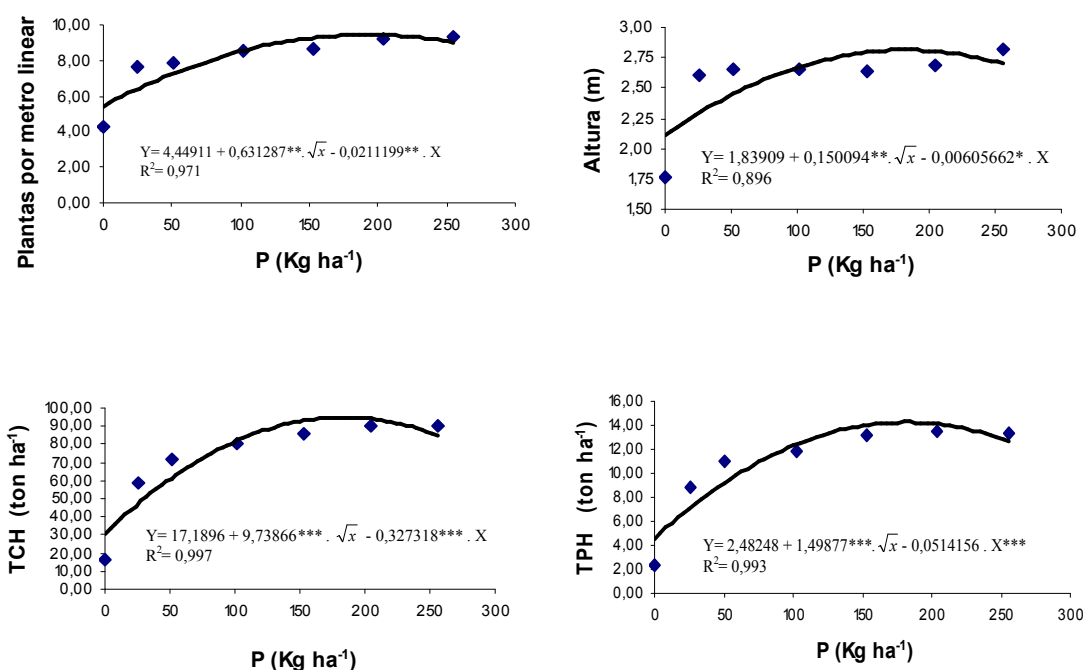 Plantas por metro linear
10,00
8,00
6,00
4,00
2,00
0,00
Y= 4,44911 + 0,631287**. √x - 0,0211199** . X
R²= 0,971
0 50 100 150 200 250 300
P (Kg ha⁻¹)
Altura (m)
3,00
2,75
2,50
2,25
2,00
1,75
1,50
Y= 1,83909 + 0,150094**. √x - 0,00605662* . X
R²= 0,896
0 50 100 150 200 250 300
P (Kg ha⁻¹)
TCH (ton ha⁻¹)
100,00
90,00
80,00
70,00
60,00
50,00
40,00
30,00
20,00
10,00
0,00
Y= 17,1896 + 9,73866*** . √x - 0,327318*** . X
R²= 0,997
0 50 100 150 200 250 300
P (Kg ha⁻¹)
TPH (ton ha⁻¹)
16,00
14,00
12,00
10,00
8,00
6,00
4,00
2,00
0,00
Y= 2,48248 + 1,49877***. √x - 0,0514156 . X***
R²= 0,993
0 50 100 150 200 250 300
P (Kg ha⁻¹)